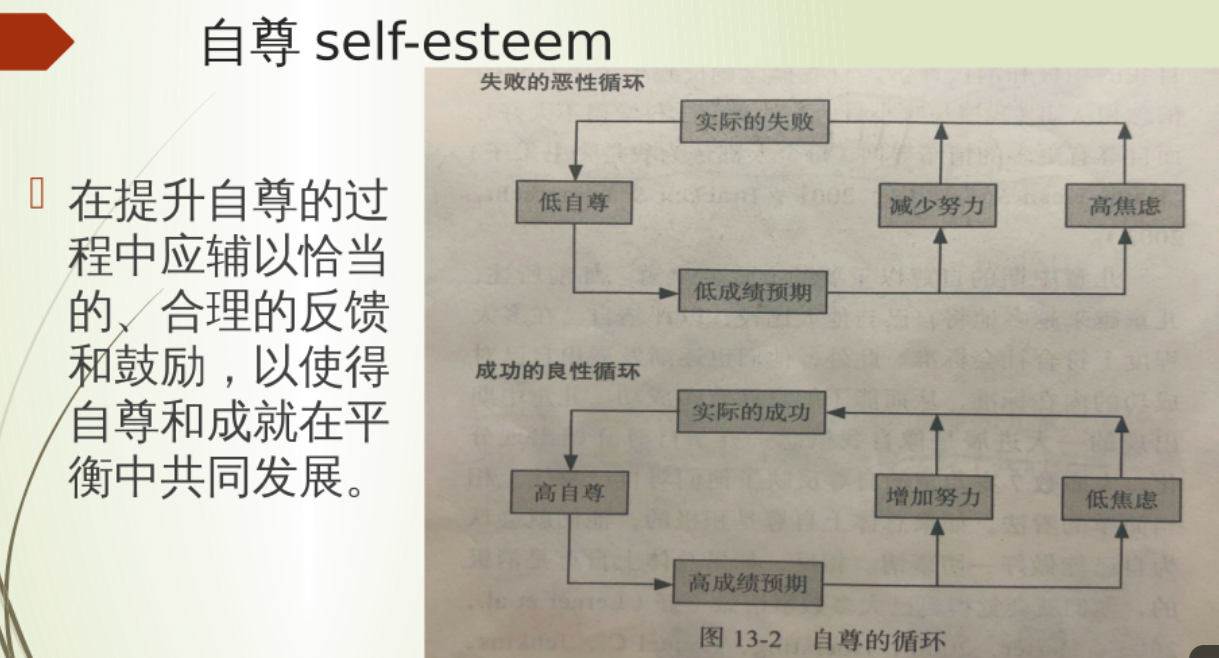 自尊 self-esteem
在提升自尊的过
程中应辅以恰当
的、合理的反馈
和鼓励，以使得
自尊和成就在平
衡中共同发展。
失败的恶性循环
实际的失败
低自尊
减少努力
高焦虑
低成绩预期
成功的良性循环
实际的成功
高自尊
增加努力
低焦虑
高成绩预期
图 13-2 自尊的循环